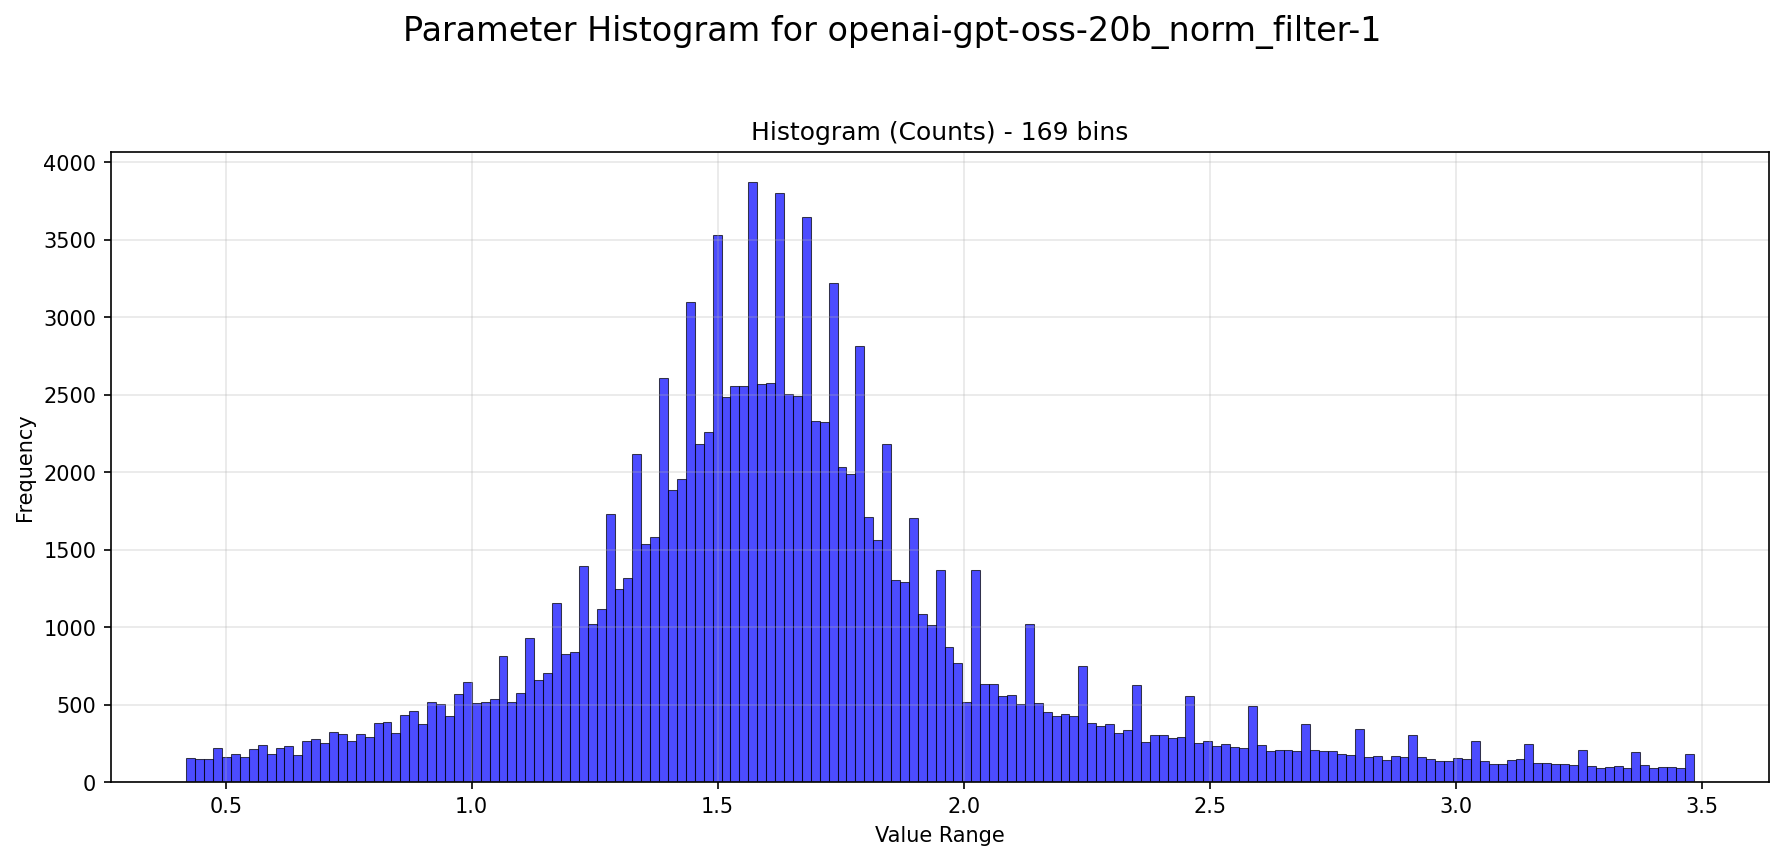 Parameter Histogram for openai-gpt-oss-20b_norm_filter-1
Histogram (Counts) - 169 bins
4000
3500
3000
2500
2000
1500
1000
500
0
Frequency
0.5 1.0 1.5 2.0 2.5 3.0 3.5
Value Range